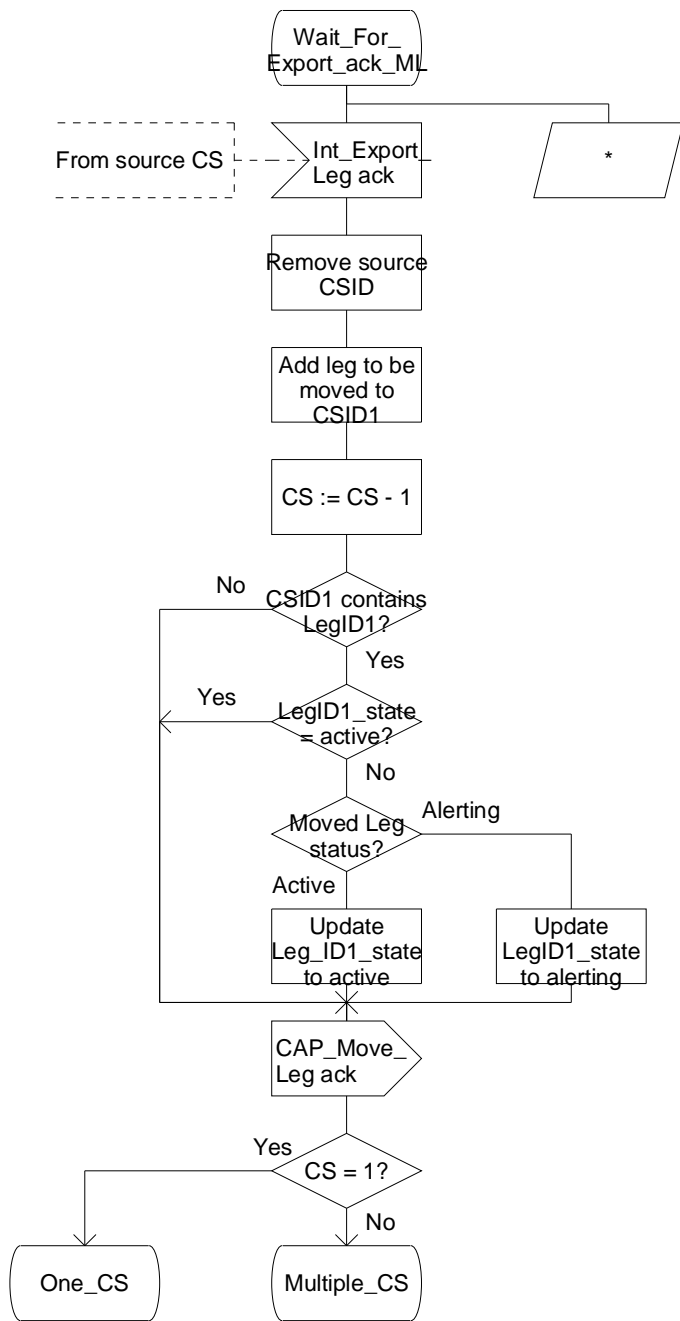 Wait_For_
Export_ack_ML
From source CS
Int_Export_
Leg ack
*
Remove source
CSID
Add leg to be
moved to
CSID1
CS := CS - 1
No
CSID1 contains
LegID1?
Yes
Yes
LegID1_state
= active?
No
Moved Leg
status?
Alerting
Active
Update
Leg_ID1_state
to active
Update
LegID1_state
to alerting
CAP_Move_
Leg ack
Yes
CS = 1?
No
One_CS
Multiple_CS